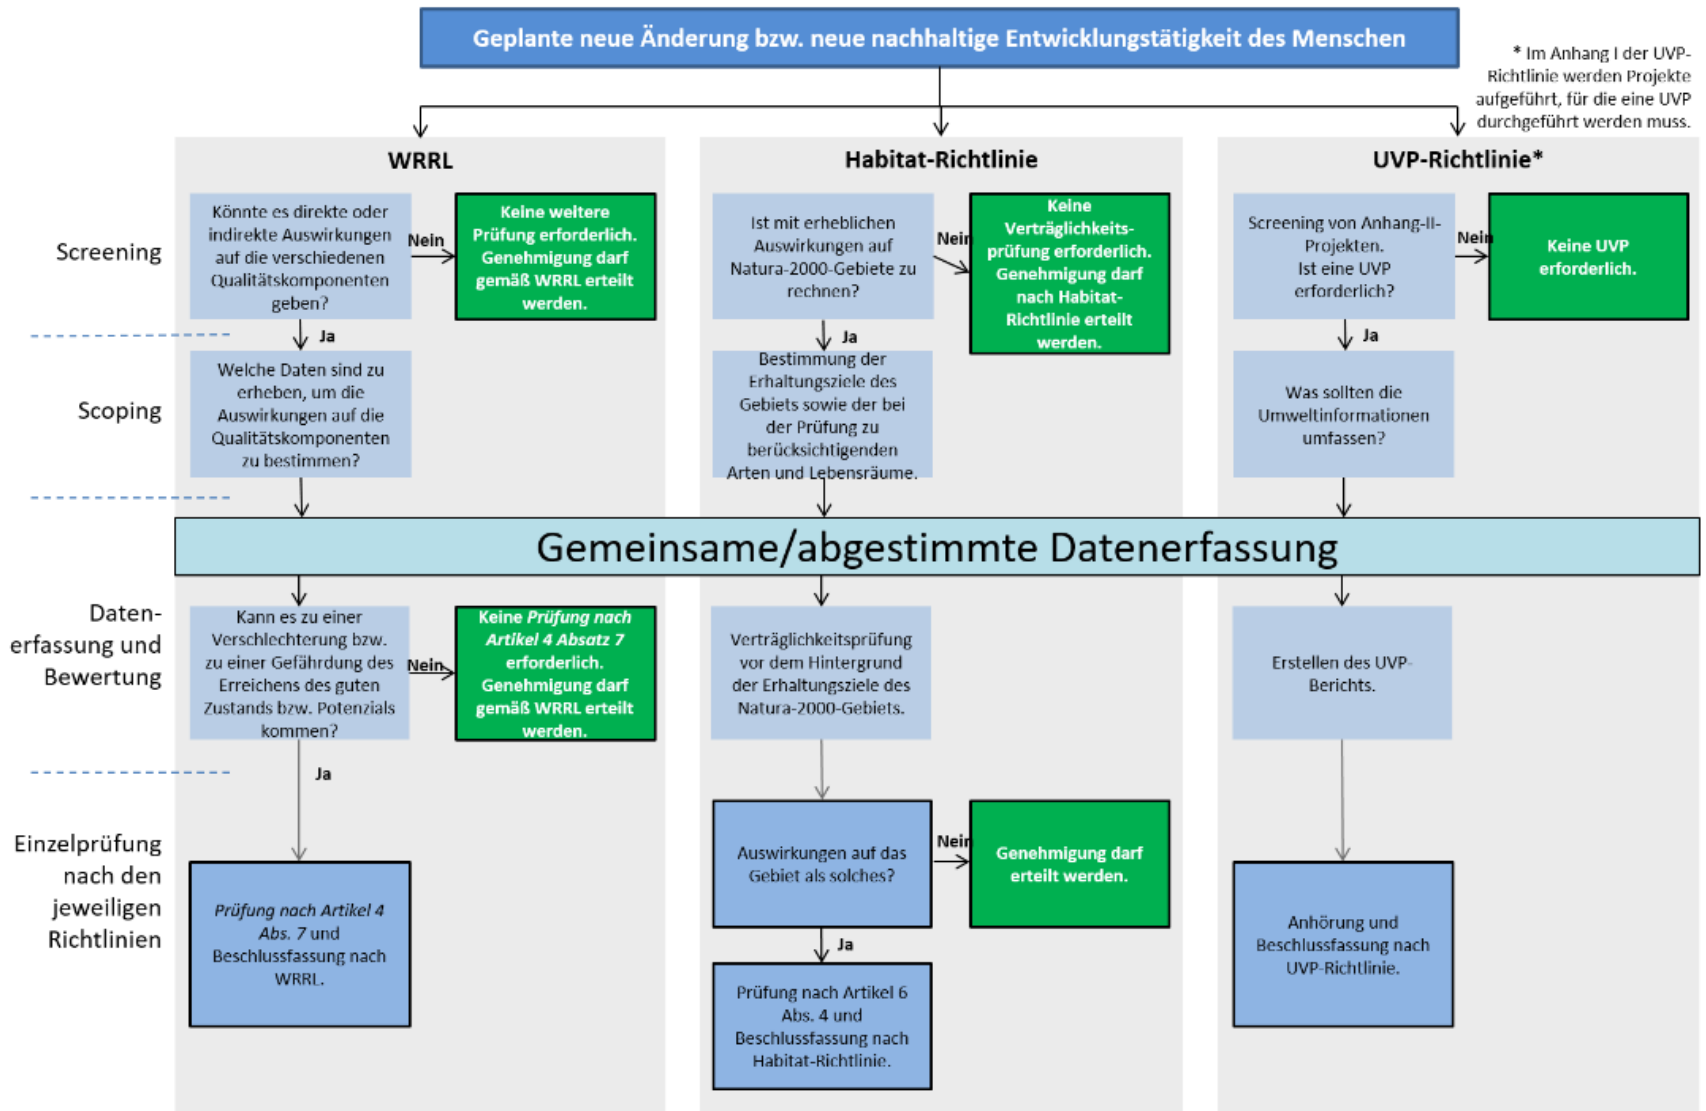 Geplante neue Änderung bzw. neue nachhaltige Entwicklungstätigkeit des Menschen
* Im Anhang I der UVP-
Richtlinie werden Projekte
aufgeführt, für die eine UVP
durchgeführt werden muss.
WRRL
Habitat-Richtlinie
UVP-Richtlinie*
Screening
Könnte es direkte oder
indirekte Auswirkungen
auf die verschiedenen
Qualitätskomponenten
geben?
Nein
Keine weitere
Prüfung erforderlich.
Genehmigung darf
gemäß WRRL erteilt
werden.
Ist mit erheblichen
Auswirkungen auf
Natura-2000-Gebiete zu
rechnen?
Nein
Keine
Verträglichkeits-
prüfung erforderlich.
Genehmigung darf
nach Habitat-
Richtlinie erteilt
werden.
Screening von Anhang-II-
Projekten.
Ist eine UVP
erforderlich?
Nein
Keine UVP
erforderlich.
Ja
Ja
Ja
Scoping
Welche Daten sind zu
erheben, um die
Auswirkungen auf die
Qualitätskomponenten
zu bestimmen?
Bestimmung der
Erhaltungsziele des
Gebiets sowie der bei
der Prüfung zu
berücksichtigenden
Arten und Lebensräume.
Was sollten die
Umweltinformationen
umfassen?
Gemeinsame/abgestimmte Datenerfassung
Daten-
erfassung und
Bewertung
Kann es zu einer
Verschlechterung bzw.
zu einer Gefährdung des
Erreichens des guten
Zustands bzw. Potenzials
kommen?
Nein
Keine Prüfung nach
Artikel 4 Absatz 7
erforderlich.
Genehmigung darf
gemäß WRRL erteilt
werden.
Verträglichkeitsprüfung
vor dem Hintergrund
der Erhaltungsziele des
Natura-2000-Gebiets.
Erstellen des UVP-
Berichts.
Ja
Einzelprüfung
nach den
jeweiligen
Richtlinien
Prüfung nach Artikel 4
Abs. 7 und
Beschlussfassung nach
WRRL.
Auswirkungen auf das
Gebiet als solches?
Nein
Genehmigung darf
erteilt werden.
Ja
Prüfung nach Artikel 6
Abs. 4 und
Beschlussfassung nach
Habitat-Richtlinie.
Anhörung und
Beschlussfassung nach
UVP-Richtlinie.